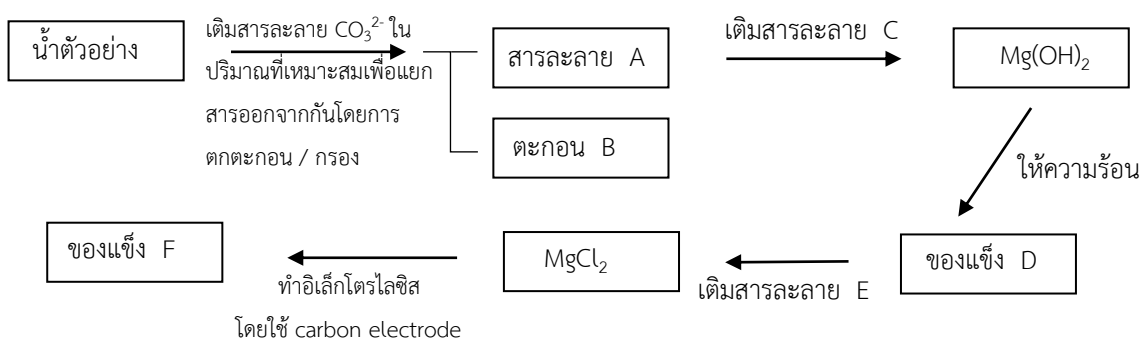 น้ำตัวอย่าง
เติมสารละลาย CO₃²⁻ ใน
ปริมาณที่เหมาะสมเพื่อแยก
สารออกจากกันโดยการ
ตกตะกอน / กรอง
สารละลาย A
ตะกอน B
เติมสารละลาย C
Mg(OH)₂
ให้ความร้อน
ของแข็ง D
เติมสารละลาย E
MgCl₂
ทำอิเล็กโตรไลซิส
โดยใช้ carbon electrode
ของแข็ง F